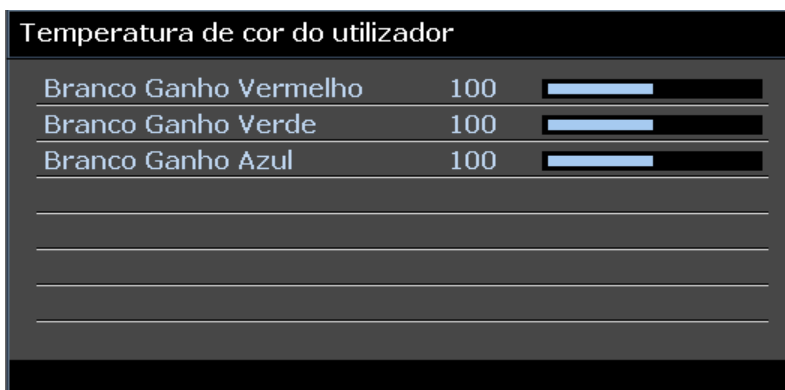 Temperatura de cor do utilizador
Branco Ganho Vermelho 100
Branco Ganho Verde 100
Branco Ganho Azul 100